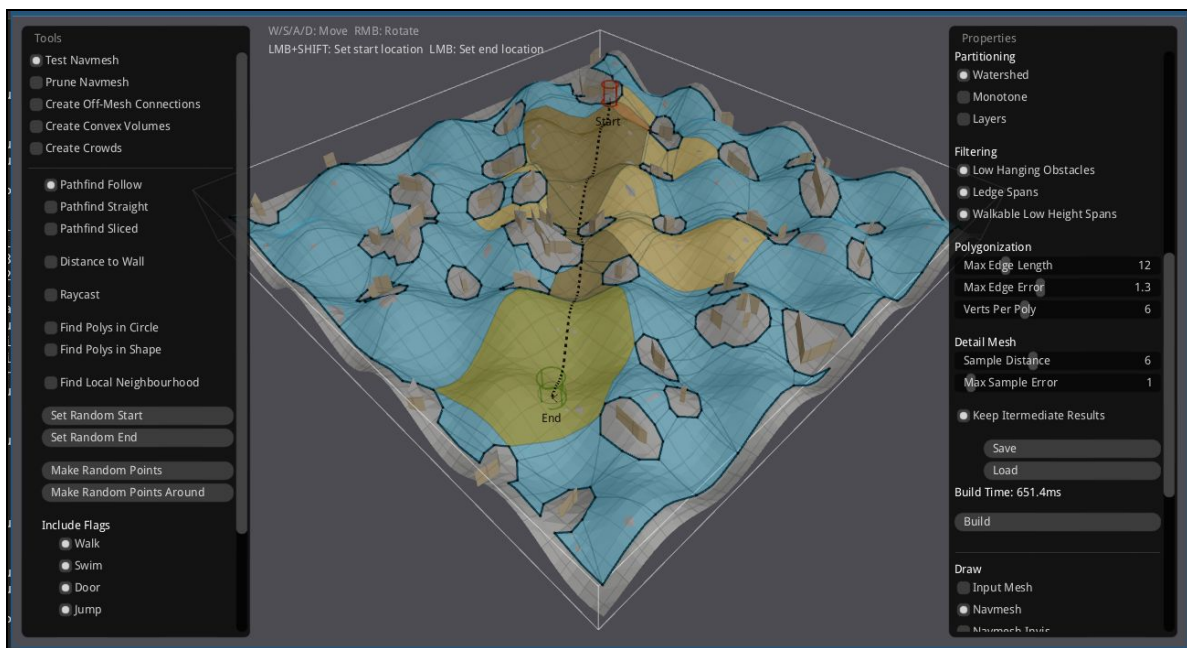 W/S/A/D: Move RMB: Rotate
LMB+SHIFT: Set start location LMB: Set end location
Tools
Test Navmesh
Prune Navmesh
Create Off-Mesh Connections
Create Convex Volumes
Create Crowds
Pathfind Follow
Pathfind Straight
Pathfind Sliced
Distance to Wall
Raycast
Find Polys in Circle
Find Polys in Shape
Find Local Neighbourhood
Set Random Start
Set Random End
Make Random Points
Make Random Points Around
Include Flags
Walk
Swim
Door
Jump
Start
End
Properties
Partitioning
Watershed
Monotone
Layers
Filtering
Low Hanging Obstacles
Ledge Spans
Walkable Low Height Spans
Polygonization
Max Edge Length 12
Max Edge Error 1.3
Verts Per Poly 6
Detail Mesh
Sample Distance 6
Max Sample Error 1
Keep Itermediate Results
Save
Load
Build Time: 651.4ms
Build
Draw
Input Mesh
Navmesh
Navmesh Invis